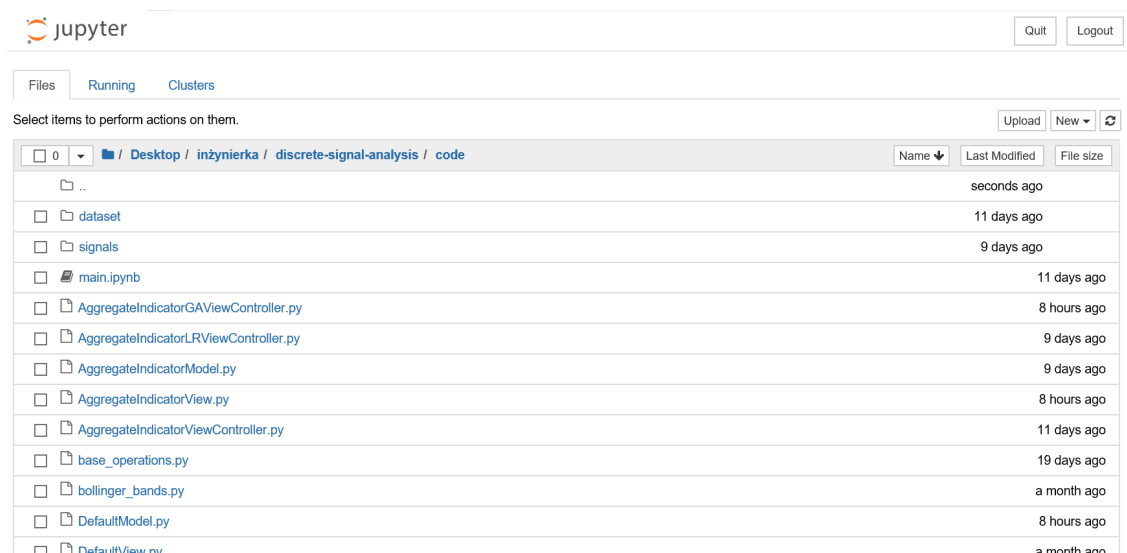 jupyter Quit Logout
Files Running Clusters
Select items to perform actions on them. Upload New
0 / Desktop / inżynierka / discrete-signal-analysis / code Name Last Modified File size
.. seconds ago
dataset 11 days ago
signals 9 days ago
main.ipynb 11 days ago
AggregateIndicatorGAViewController.py 8 hours ago
AggregateIndicatorLRViewController.py 9 days ago
AggregateIndicatorModel.py 9 days ago
AggregateIndicatorView.py 8 hours ago
AggregateIndicatorViewController.py 11 days ago
base_operations.py 19 days ago
bollinger_bands.py a month ago
DefaultModel.py 8 hours ago
DefaultView.py a month ago